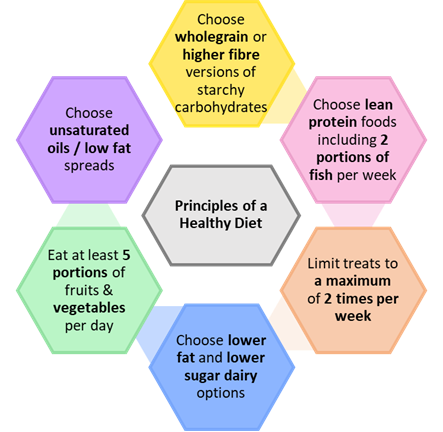 Choose
wholegrain or
higher fibre
versions of
starchy
carbohydrates
Choose lean
protein foods
including 2
portions of
fish per week
Limit treats to
a maximum
of 2 times per
week
Choose lower
fat and lower
sugar dairy
options
Eat at least 5
portions of
fruits &
vegetables
per day
Choose
unsaturated
oils / low fat
spreads
Principles of a
Healthy Diet